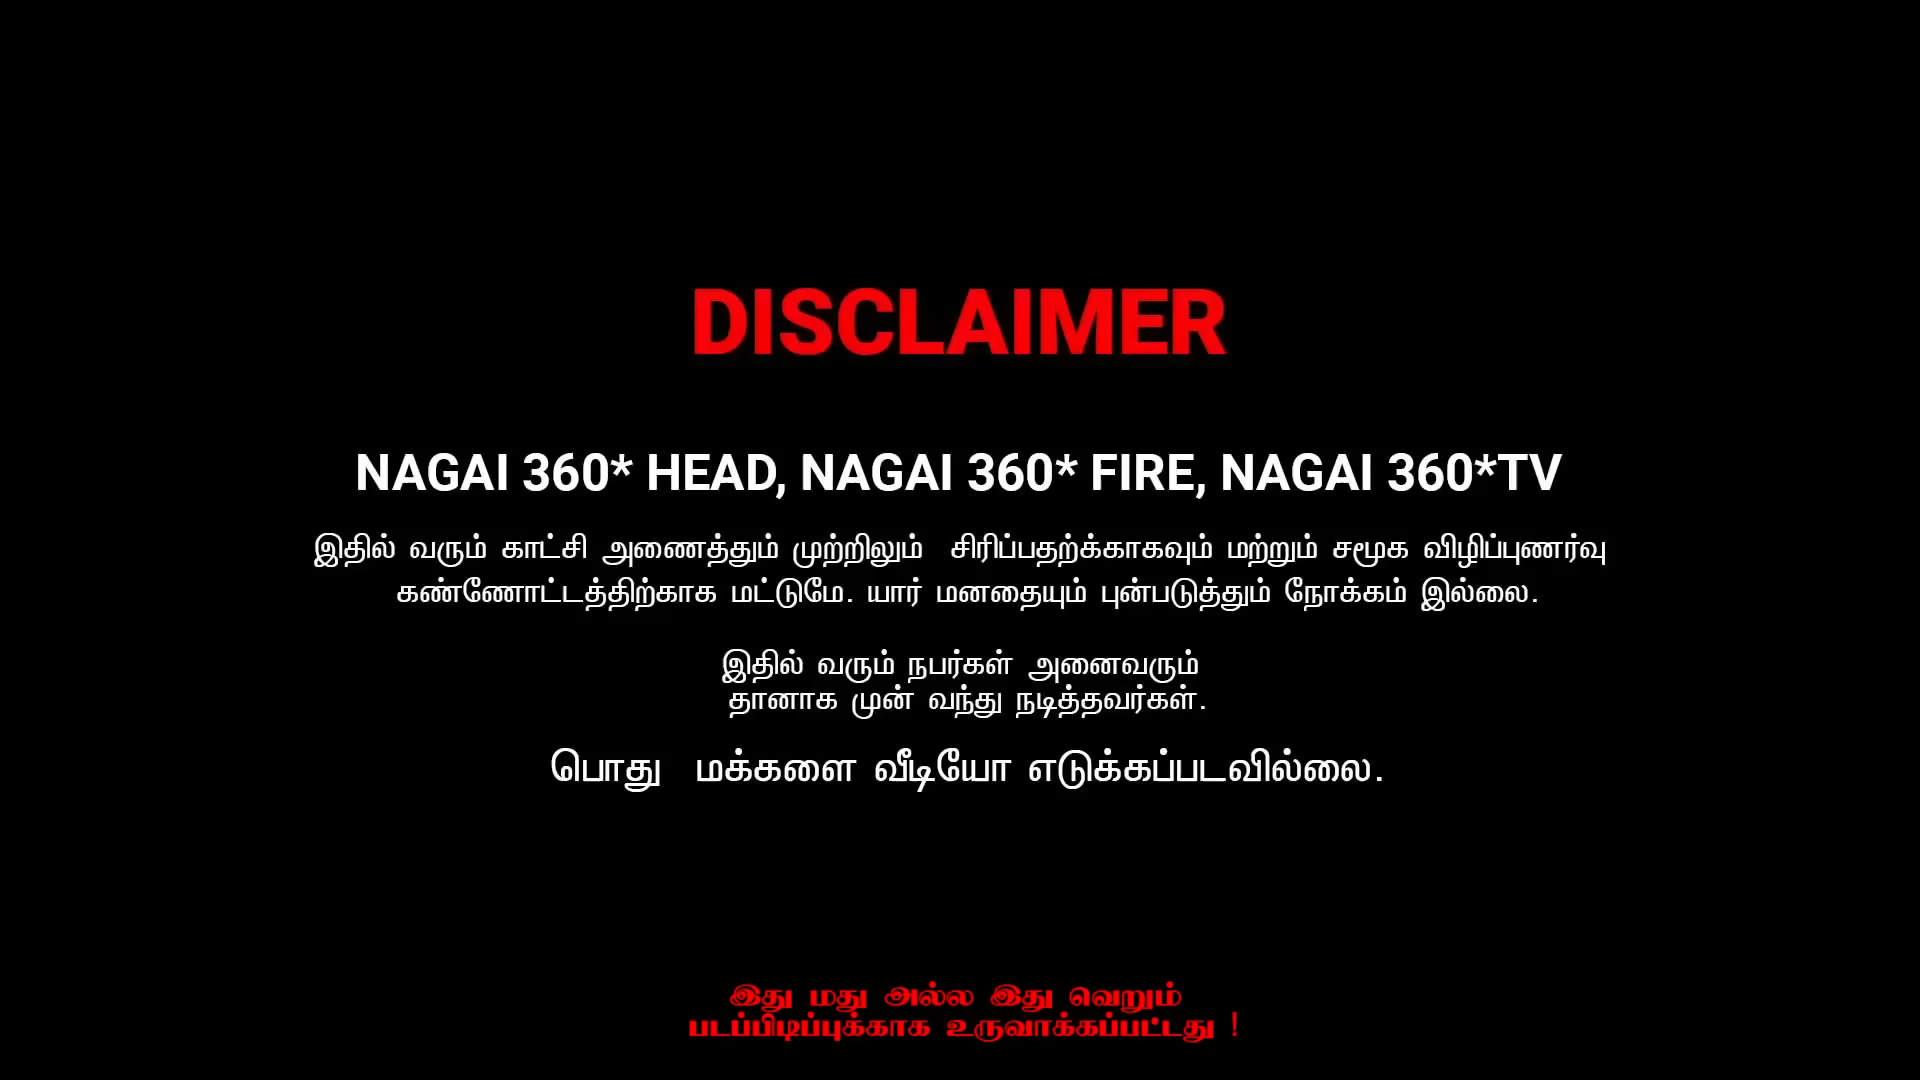 DISCLAIMER
NAGAI 360* HEAD, NAGAI 360* FIRE, NAGAI 360*TV
இதில் வரும் காட்சி அணைத்தும் முற்றிலும் சிரிப்பதற்க்காகவும் மற்றும் சமூக விழிப்புணர்வு
கண்ணோட்டத்திற்காக மட்டுமே. யார் மனதையும் புன்படுத்தும் நோக்கம் இல்லை.
இதில் வரும் நபர்கள் அனைவரும்
தானாக முன் வந்து நடித்தவர்கள்.
பொது மக்களை வீடியோ எடுக்கப்படவில்லை.
இது மது அல்ல இது வெறும்
படப்பிடிப்புக்காக உருவாக்கப்பட்டது !